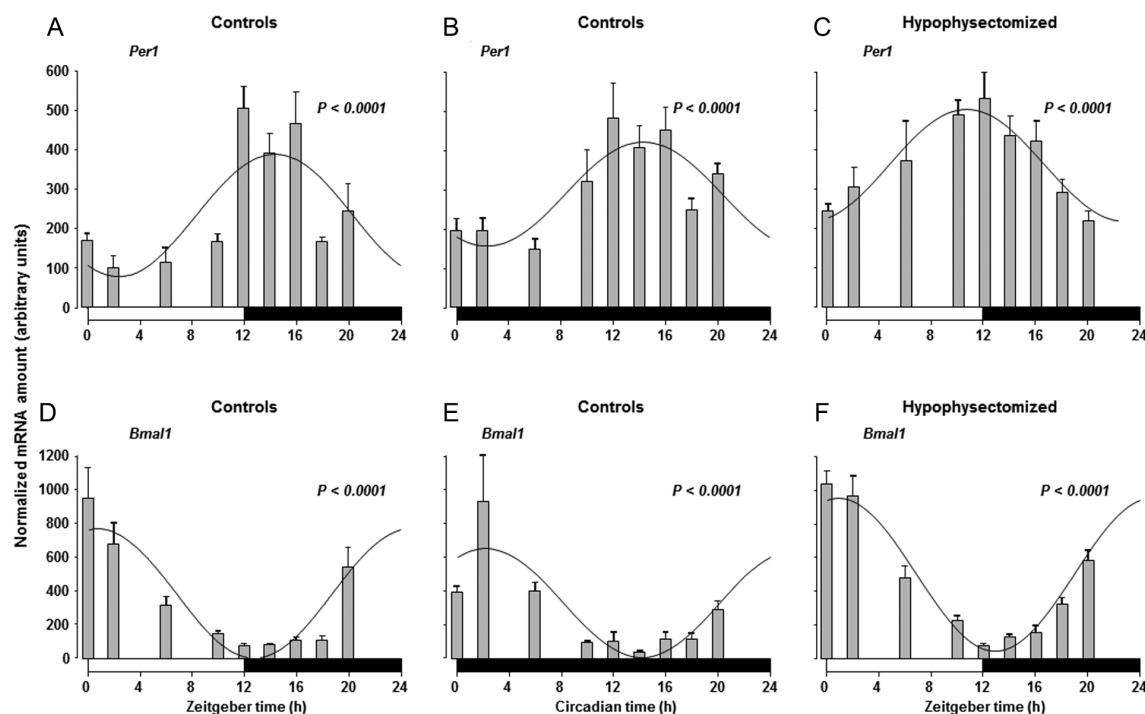 A Controls B Controls C Hypophysectomized
Per1 Per1 Per1
600
500 P < 0.0001 P < 0.0001 P < 0.0001
400
300
200
100
0
0 4 8 12 16 20 24 0 4 8 12 16 20 24 0 4 8 12 16 20 24
Normalized mRNA amount (arbitrary units)
D Controls E Controls F Hypophysectomized
Bmal1 Bmal1 Bmal1
1200
1000 P < 0.0001 P < 0.0001 P < 0.0001
800
600
400
200
0
0 4 8 12 16 20 24 0 4 8 12 16 20 24 0 4 8 12 16 20 24
Zeitgeber time (h) Circadian time (h) Zeitgeber time (h)